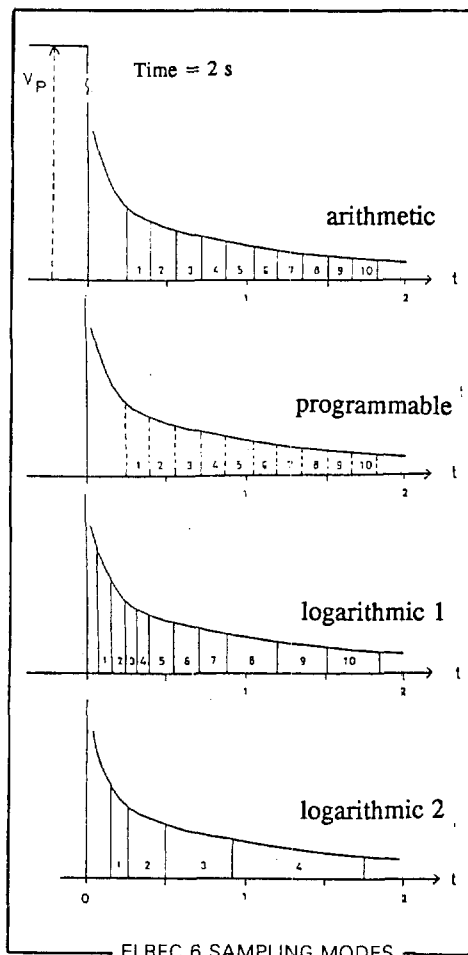 Time = 2 s
VP
arithmetic
1 2 3 4 5 6 7 8 9 10
t
1 2
programmable
1 2 3 4 5 6 7 8 9 10
t
1 2
logarithmic 1
1 2 3 4 5 6 7 8 9 10
t
1 2
logarithmic 2
1 2 3 4
t
0 1 2
ELREC 6 SAMPLING MODES